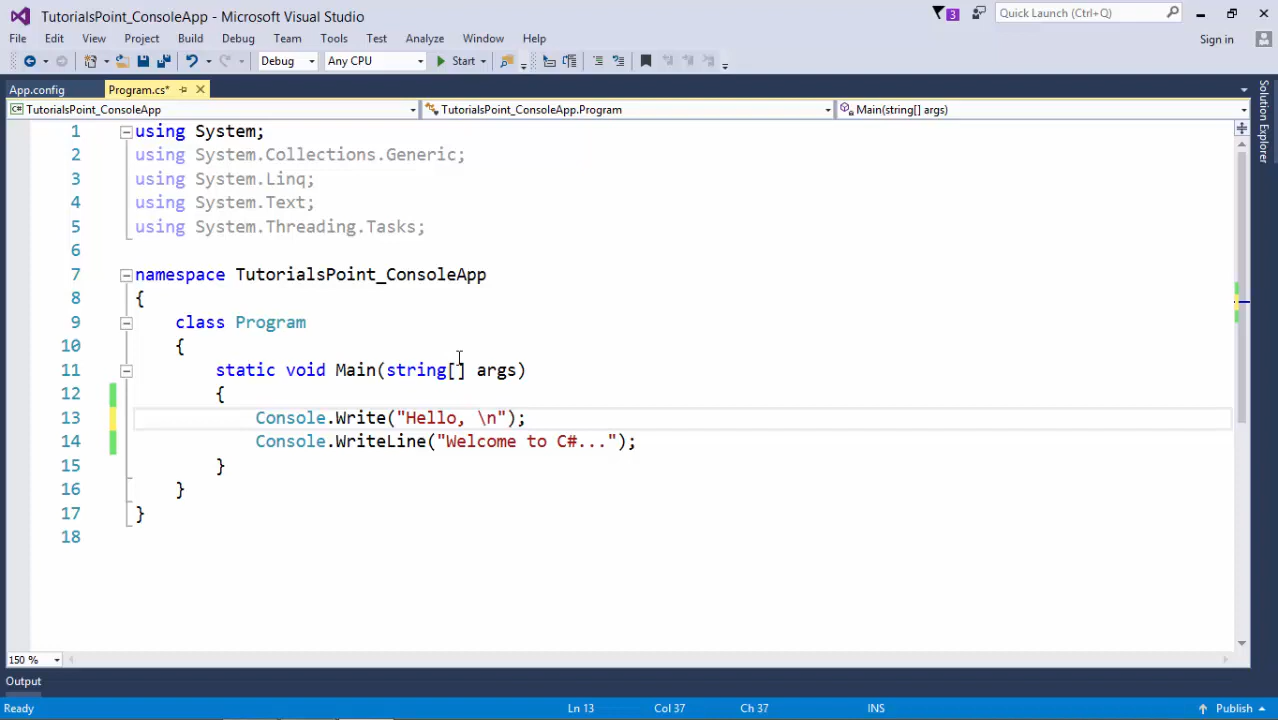 TutorialsPoint_ConsoleApp - Microsoft Visual Studio
3
Quick Launch (Ctrl+Q)
File Edit View Project Build Debug Team Tools Test Analyze Window Help
Sign in
Debug Any CPU Start
App.config Program.cs*
TutorialsPoint_ConsoleApp TutorialsPoint_ConsoleApp.Program Main(string[] args)
Solution Explorer
1 using System;
2 using System.Collections.Generic;
3 using System.Linq;
4 using System.Text;
5 using System.Threading.Tasks;
6
7 namespace TutorialsPoint_ConsoleApp
8 {
9 class Program
10 {
11 static void Main(string[] args)
12 {
13 Console.Write("Hello, \n");
14 Console.WriteLine("Welcome to C#...");
15 }
16 }
17 }
18
150 %
Output
Ready Ln 13 Col 37 Ch 37 INS Publish